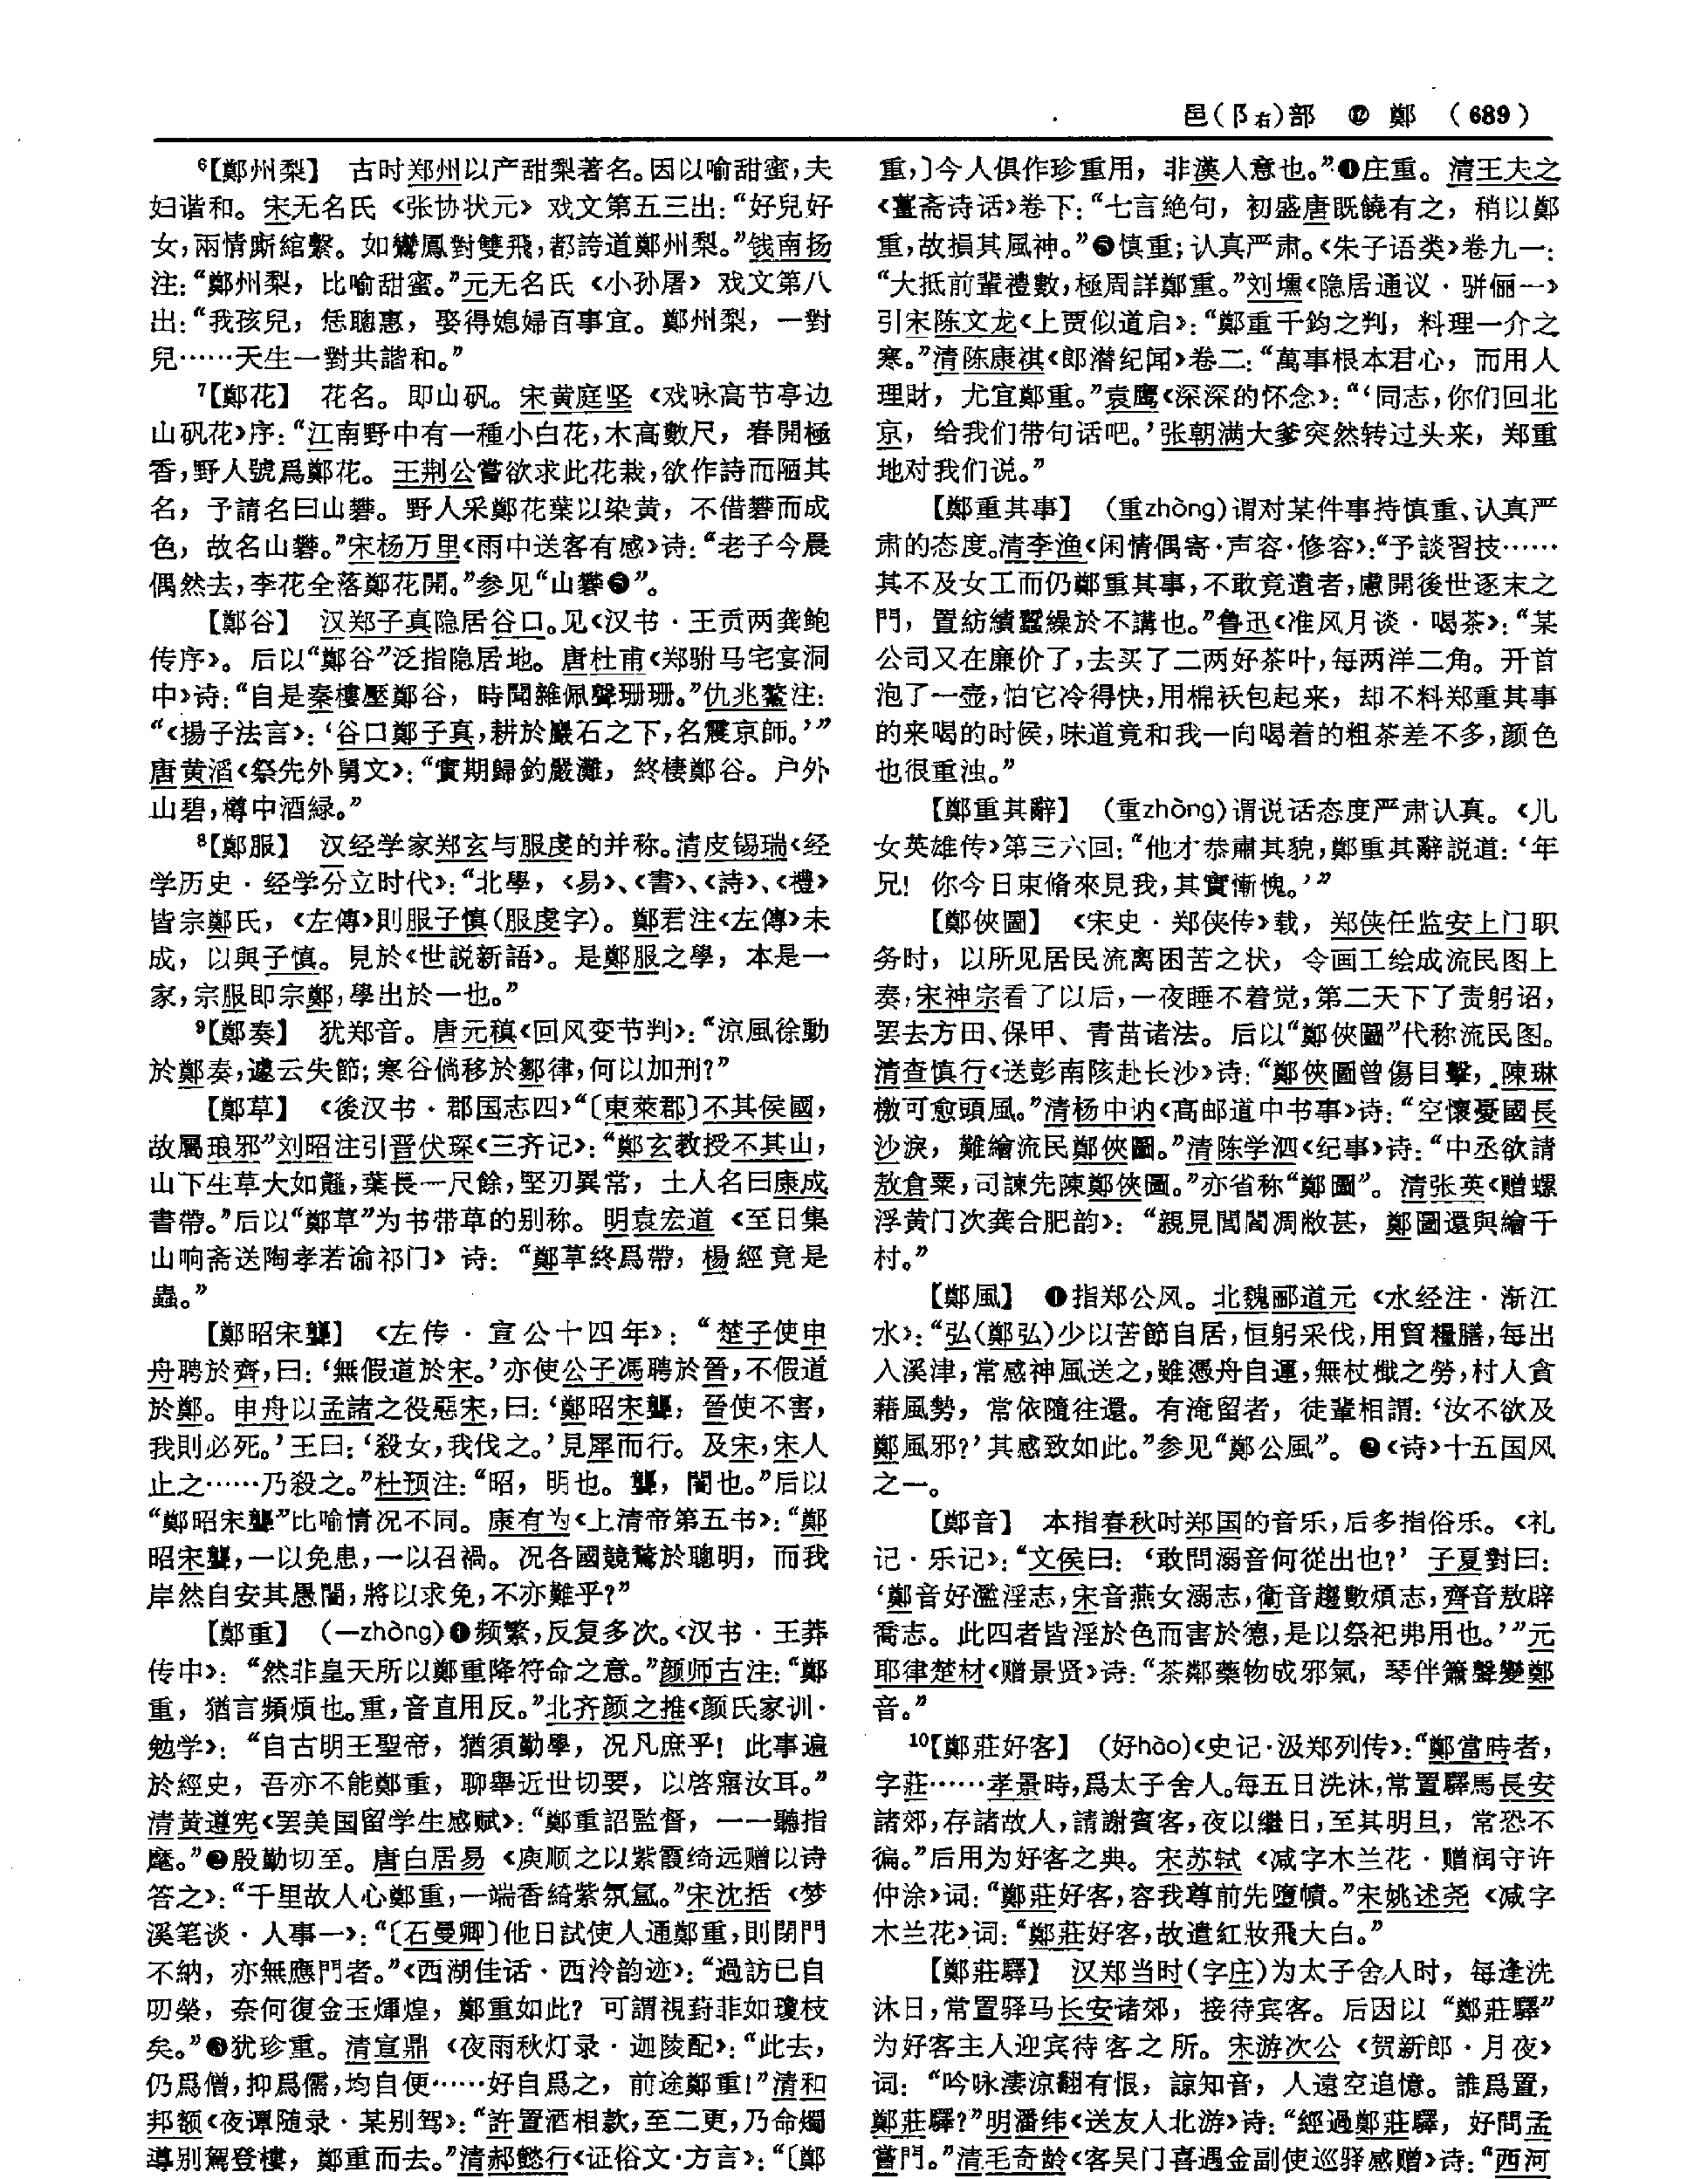 邑(阝右)部 ⑫ 鄭 (689)
⁶【鄭州梨】 古时郑州以产甜梨著名。因以喻甜蜜,夫
妇谐和。宋无名氏《张协状元》戏文第五三出:“好兒好
女,兩情厮綰繫。如鸞鳳對雙飛,都誇道鄭州梨。”钱南扬
注:“鄭州梨,比喻甜蜜。”元无名氏《小孙屠》戏文第八
出:“我孩兒,恁聰惠,娶得媳婦百事宜。鄭州梨,一對
兒……天生一對共諧和。”
⁷【鄭花】 花名。即山矾。宋黄庭坚《戏咏高节亭边
山矾花》序:“江南野中有一種小白花,木高數尺,春開極
香,野人號爲鄭花。王荆公嘗欲求此花栽,欲作詩而陋其
名,予請名曰山礬。野人采鄭花葉以染黄,不借礬而成
色,故名山礬。”宋杨万里《雨中送客有感》诗:“老子今晨
偶然去,李花全落鄭花開。”参见“山礬❺”。
【鄭谷】 汉郑子真隐居谷口。见《汉书·王贡两龚鲍
传序》。后以“鄭谷”泛指隐居地。唐杜甫《郑驸马宅宴洞
中》诗:“自是秦樓壓鄭谷,時聞雜佩聲珊珊。”仇兆鳌注:
“《揚子法言》:‘谷口鄭子真,耕於巖石之下,名震京師。’”
唐黄滔《祭先外舅文》:“實期歸釣嚴灘,終棲鄭谷。户外
山碧,樽中酒緑。”
⁸【鄭服】 汉经学家郑玄与服虔的并称。清皮锡瑞《经
学历史·经学分立时代》:“北學,《易》、《書》、《詩》、《禮》
皆宗鄭氏,《左傳》則服子慎(服虔字)。鄭君注《左傳》未
成,以與子慎。見於《世説新語》。是鄭服之學,本是一
家,宗服即宗鄭,學出於一也。”
⁹【鄭奏】 犹郑音。唐元稹《回风变节判》:“涼風徐動
於鄭奏,遽云失節;寒谷倘移於鄒律,何以加刑?”
【鄭草】 《後汉书·郡国志四》“〔東萊郡〕不其侯國,
故屬琅邪”刘昭注引晋伏琛《三齐记》:“鄭玄教授不其山,
山下生草大如䪥,葉長一尺餘,堅刃異常,土人名曰康成
書帶。”后以“鄭草”为书带草的别称。明袁宏道《至日集
山响斋送陶孝若谕祁门》诗:“鄭草終爲帶,楊經竟是
蟲。”
【鄭昭宋聾】 《左传·宣公十四年》:“楚子使申
舟聘於齊,曰:‘無假道於宋。’亦使公子馮聘於晉,不假道
於鄭。申舟以孟諸之役惡宋,曰:‘鄭昭宋聾,晉使不害,
我則必死。’王曰:‘殺女,我伐之。’見犀而行。及宋,宋人
止之……乃殺之。”杜预注:“昭,明也。聾,闇也。”后以
“鄭昭宋聾”比喻情况不同。康有为《上清帝第五书》:“鄭
昭宋聾,一以免患,一以召禍。况各國競騖於聰明,而我
岸然自安其愚闇,將以求免,不亦難乎?”
【鄭重】 (—zhòng)❶频繁,反复多次。《汉书·王莽
传中》:“然非皇天所以鄭重降符命之意。”颜师古注:“鄭
重,猶言頻煩也。重,音直用反。”北齐颜之推《颜氏家训·
勉学》:“自古明王聖帝,猶須勤學,况凡庶乎!此事遍
於經史,吾亦不能鄭重,聊舉近世切要,以啓寤汝耳。”
清黄遵宪《罢美国留学生感赋》:“鄭重詔監督,一一聽指
麾。”❷殷勤切至。唐白居易《庾顺之以紫霞绮远赠以诗
答之》:“千里故人心鄭重,一端香綺紫氛氲。”宋沈括《梦
溪笔谈·人事一》:“〔石曼卿〕他日試使人通鄭重,則閉門
不納,亦無應門者。”《西湖佳话·西泠韵迹》:“過訪已自
叨榮,奈何復金玉煇煌,鄭重如此?可謂視葑菲如瓊枝
矣。”❸犹珍重。清宣鼎《夜雨秋灯录·迦陵配》:“此去,
仍爲僧,抑爲儒,均自便……好自爲之,前途鄭重!”清和
邦额《夜谭随录·某别驾》:“許置酒相款,至二更,乃命燭
導别駕登樓,鄭重而去。”清郝懿行《证俗文·方言》:“〔鄭
重,〕今人俱作珍重用,非漢人意也。”❹庄重。清王夫之
《薑斋诗话》卷下:“七言絶句,初盛唐既饒有之,稍以鄭
重,故損其風神。”❺慎重;认真严肃。《朱子语类》卷九一:
“大抵前輩禮數,極周詳鄭重。”刘壎《隐居通议·骈俪一》
引宋陈文龙《上贾似道启》:“鄭重千鈞之判,料理一介之
寒。”清陈康祺《郎潜纪闻》卷二:“萬事根本君心,而用人
理財,尤宜鄭重。”袁鹰《深深的怀念》:“‘同志,你们回北
京,给我们带句话吧。’张朝满大爹突然转过头来,郑重
地对我们说。”
【鄭重其事】 (重zhòng)谓对某件事持慎重、认真严
肃的态度。清李渔《闲情偶寄·声容·修容》:“予談習技……
其不及女工而仍鄭重其事,不敢竟遺者,慮開後世逐末之
門,置紡績蠶繰於不講也。”鲁迅《准风月谈·喝茶》:“某
公司又在廉价了,去买了二两好茶叶,每两洋二角。开首
泡了一壶,怕它冷得快,用棉袄包起来,却不料郑重其事
的来喝的时候,味道竟和我一向喝着的粗茶差不多,颜色
也很重浊。”
【鄭重其辭】 (重zhòng)谓说话态度严肃认真。《儿
女英雄传》第三六回:“他才恭肅其貌,鄭重其辭説道:‘年
兄!你今日束脩來見我,其實慚愧。’”
【鄭俠圖】 《宋史·郑侠传》载,郑侠任监安上门职
务时,以所见居民流离困苦之状,令画工绘成流民图上
奏,宋神宗看了以后,一夜睡不着觉,第二天下了责躬诏,
罢去方田、保甲、青苗诸法。后以“鄭俠圖”代称流民图。
清查慎行《送彭南陔赴长沙》诗:“鄭俠圖曾傷目擊,陳琳
檄可愈頭風。”清杨中讷《高邮道中书事》诗:“空懷憂國長
沙淚,難繪流民鄭俠圖。”清陈学泗《纪事》诗:“中丞欲請
敖倉粟,司諫先陳鄭俠圖。”亦省称“鄭圖”。清张英《赠螺
浮黄门次龚合肥韵》:“親見閭閻凋敝甚,鄭圖還與繪千
村。”
【鄭風】 ❶指郑公风。北魏郦道元《水经注·渐江
水》:“弘(鄭弘)少以苦節自居,恒躬采伐,用貿糧膳,每出
入溪津,常感神風送之,雖憑舟自運,無杖檝之勞,村人貪
藉風勢,常依隨往還。有淹留者,徒輩相謂:‘汝不欲及
鄭風邪?’其感致如此。”参见“鄭公風”。❷《诗》十五国风
之一。
【鄭音】 本指春秋时郑国的音乐,后多指俗乐。《礼
记·乐记》:“文侯曰:‘敢問溺音何從出也?’子夏對曰:
‘鄭音好濫淫志,宋音燕女溺志,衛音趨數煩志,齊音敖辟
喬志。此四者皆淫於色而害於德,是以祭祀弗用也。’”元
耶律楚材《赠景贤》诗:“茶鄰藥物成邪氣,琴伴簫聲變鄭
音。”
¹⁰【鄭莊好客】 (好hào)《史记·汲郑列传》:“鄭當時者,
字莊……孝景時,爲太子舍人。每五日洗沐,常置驛馬長安
諸郊,存諸故人,請謝賓客,夜以繼日,至其明旦,常恐不
徧。”后用为好客之典。宋苏轼《减字木兰花·赠润守许
仲涂》词:“鄭莊好客,容我尊前先墮幘。”宋姚述尧《减字
木兰花》词:“鄭莊好客,故遣紅妝飛大白。”
【鄭莊驛】 汉郑当时(字庄)为太子舍人时,每逢洗
沐日,常置驿马长安诸郊,接待宾客。后因以“鄭莊驛”
为好客主人迎宾待客之所。宋游次公《贺新郎·月夜》
词:“吟咏凄涼翻有恨,諒知音,人遠空追憶。誰爲置,
鄭莊驛?”明潘纬《送友人北游》诗:“經過鄭莊驛,好問孟
嘗門。”清毛奇龄《客吴门喜遇金副使巡驿感赠》诗:“西河